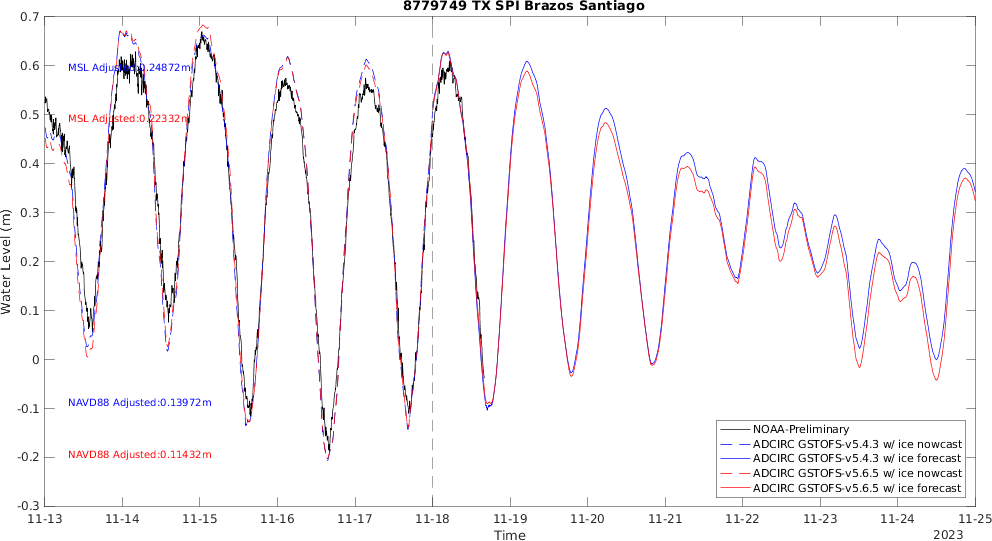 8779749 TX SPI Brazos Santiago
Water Level (m)
0.7
0.6
0.5
0.4
0.3
0.2
0.1
0
-0.1
-0.2
-0.3
MSL Adjusted:0.24872m
MSL Adjusted:0.22332m
NAVD88 Adjusted:0.13972m
NAVD88 Adjusted:0.11432m
NOAA-Preliminary
ADCIRC GSTOFS-v5.4.3 w/ ice nowcast
ADCIRC GSTOFS-v5.4.3 w/ ice forecast
ADCIRC GSTOFS-v5.6.5 w/ ice nowcast
ADCIRC GSTOFS-v5.6.5 w/ ice forecast
11-13 11-14 11-15 11-16 11-17 11-18 11-19 11-20 11-21 11-22 11-23 11-24 11-25
Time
2023